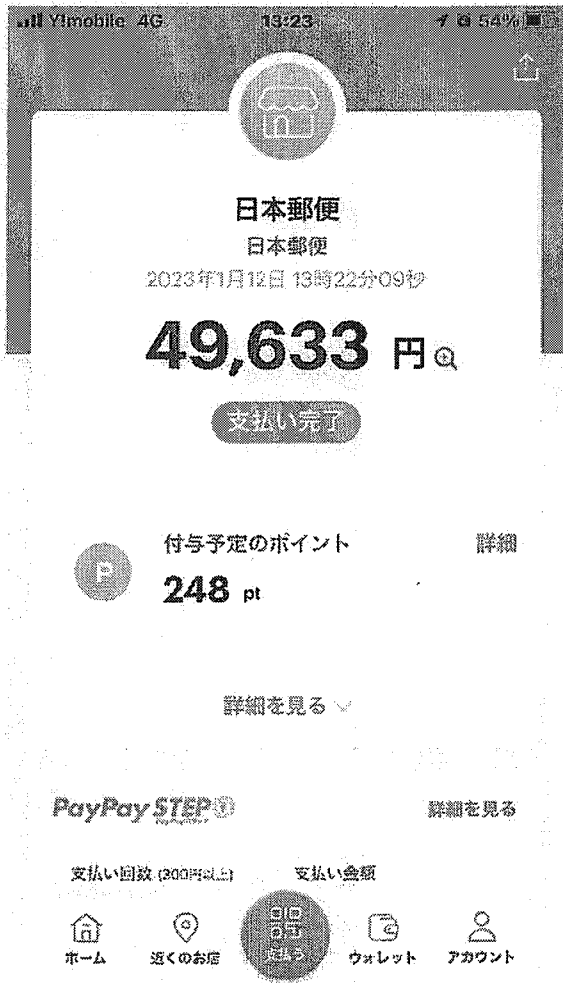 Y!mobile 4G 13:23 54%
日本郵便
日本郵便
2023年1月12日 13時22分09秒
49,633 円
支払い完了
付与予定のポイント 詳細
P
248 pt
詳細を見る
PayPay STEP 詳細を見る
支払い回数 (300円以上) 支払い金額
ホーム 近くのお店 支払う ウォレット アカウント